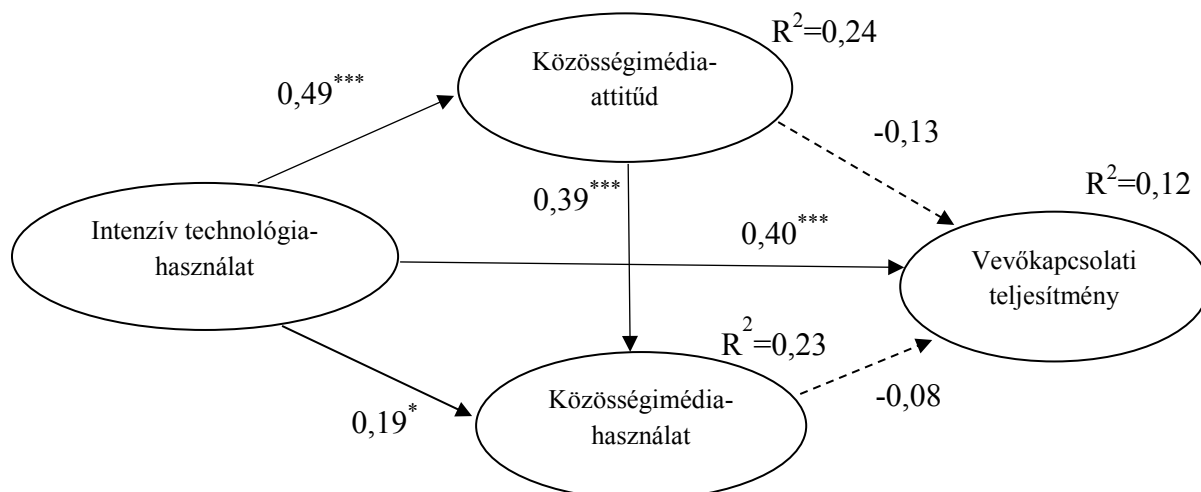 R²=0,24
Közösségimédia-
attitűd
0,49***
-0,13
R²=0,12
0,39***
Intenzív technológia-
használat
0,40***
Vevőkapcsolati
teljesítmény
R²=0,23
Közösségimédia-
használat
0,19*
-0,08